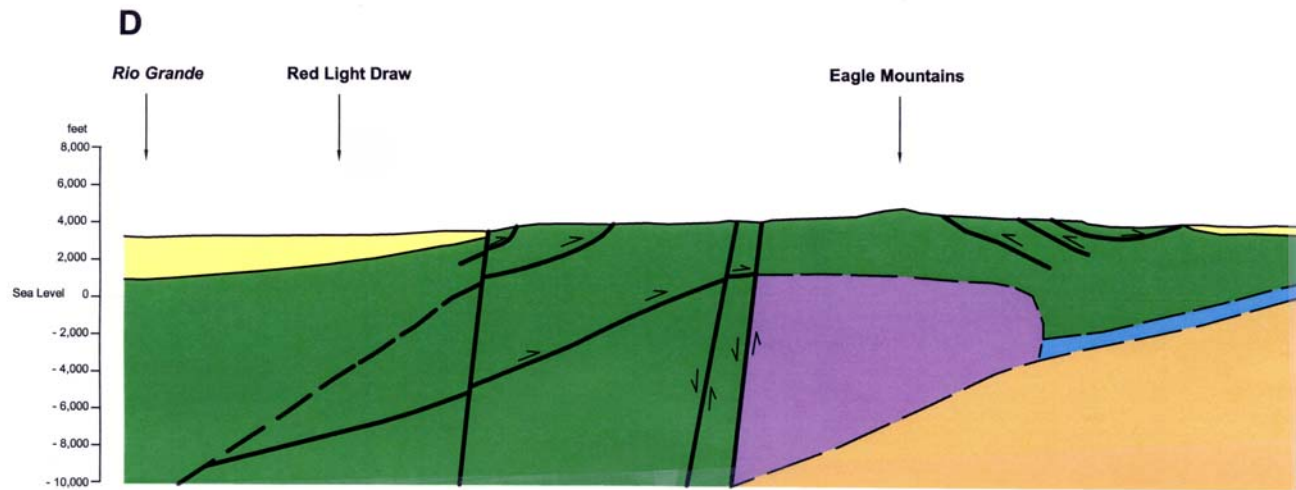 D
Rio Grande
Red Light Draw
Eagle Mountains
feet
8,000
6,000
4,000
2,000
Sea Level 0
- 2,000
- 4,000
- 6,000
- 8,000
- 10,000